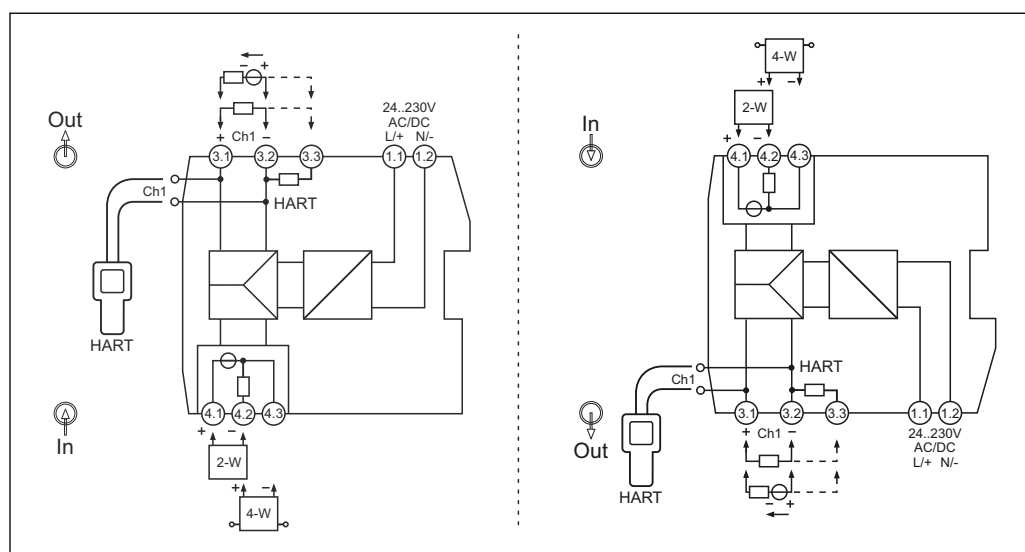 − +
24..230V
AC/DC
Out
+ Ch1 −
L/+ N/-
3.1 3.2 3.3 1.1 1.2
Ch1
HART
HART
4.1 4.2 4.3
In
+ −
2-W
+ −
4-W
4-W
+ −
2-W
In
+ −
4.1 4.2 4.3
HART
Ch1
3.1 3.2 3.3 1.1 1.2
+ Ch1 −
24..230V
AC/DC
L/+ N/-
Out
− +
HART